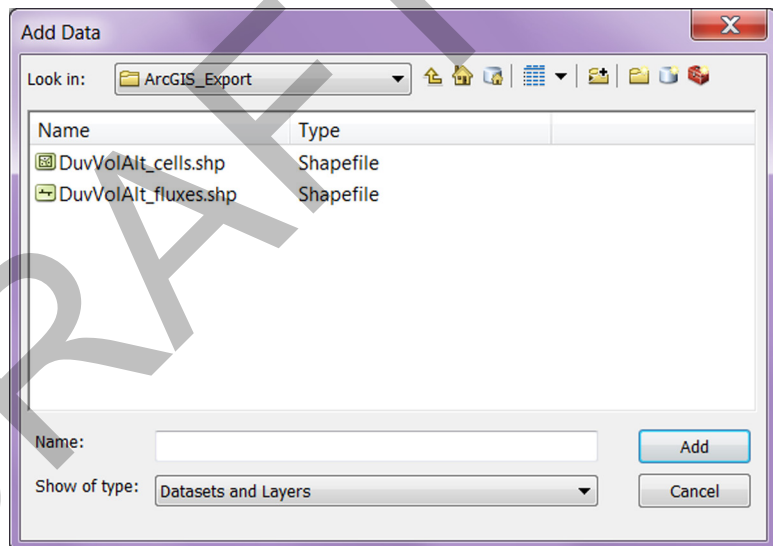 Add Data
Look in: ArcGIS_Export
Name Type
DuvVolAlt_cells.shp Shapefile
DuvVolAlt_fluxes.shp Shapefile
Name: Add
Show of type: Datasets and Layers Cancel